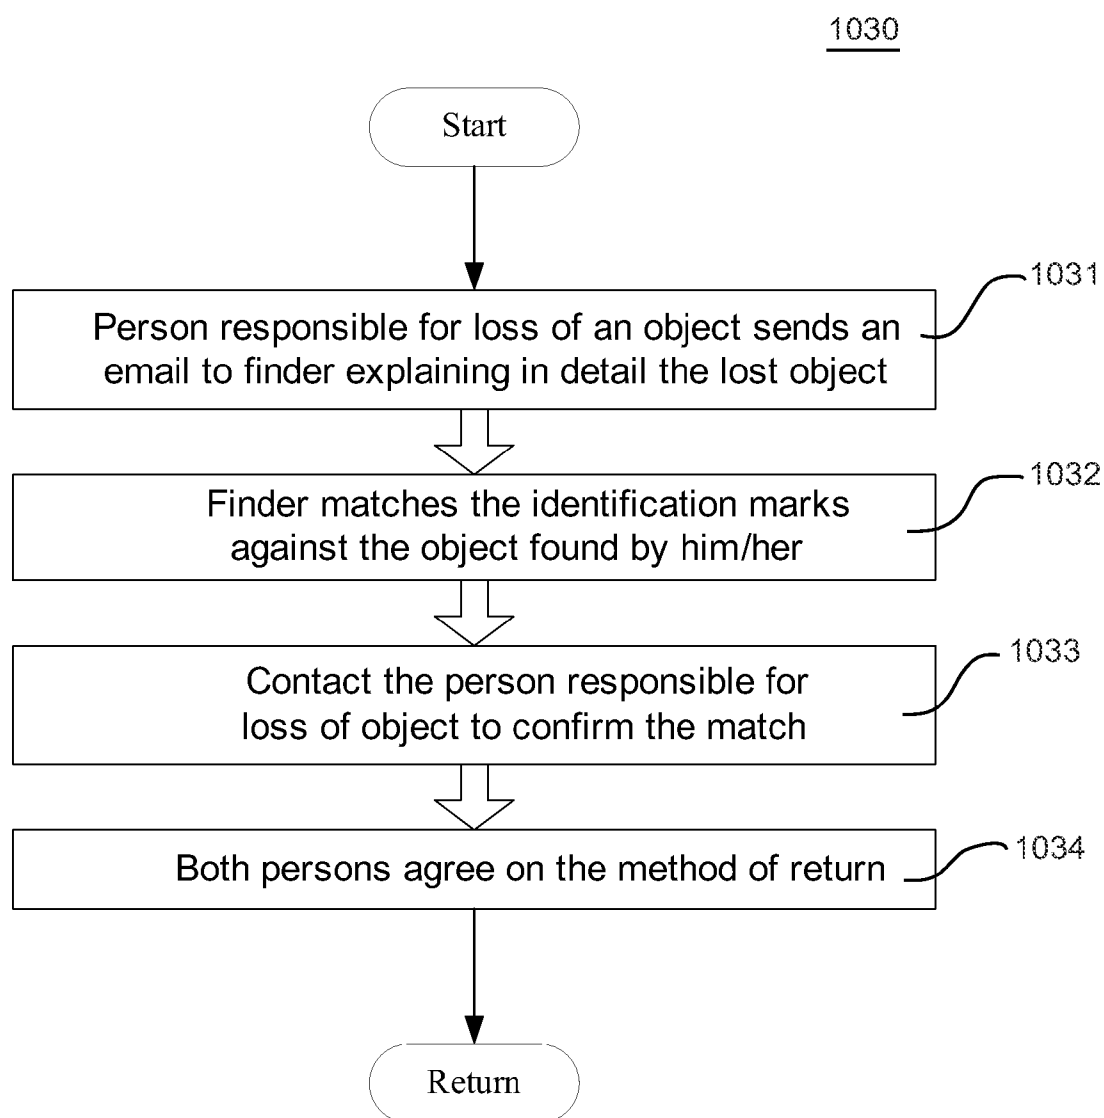 1030
Start
1031
Person responsible for loss of an object sends an
email to finder explaining in detail the lost object
1032
Finder matches the identification marks
against the object found by him/her
1033
Contact the person responsible for
loss of object to confirm the match
1034
Both persons agree on the method of return
Return